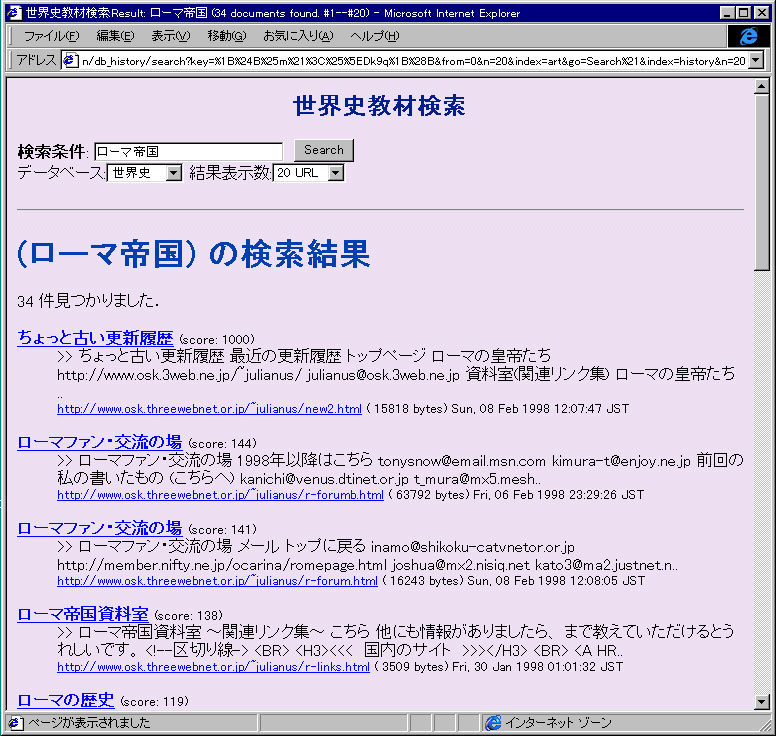 世界史教材検索Result: ローマ帝国 (34 documents found. #1--#20) - Microsoft Internet Explorer
ファイル(F) 編集(E) 表示(V) 移動(G) お気に入り(A) ヘルプ(H)
アドレス n/db_history/search?key=%1B%24B%25m%21%3C%25%5EDk9q%1B%28B&from=0&n=20&index=art&go=Search%21&index=history&n=20
世界史教材検索
検索条件: ローマ帝国 Search
データベース: 世界史 結果表示数: 20 URL
(ローマ帝国) の検索結果
34 件見つかりました.
ちょっと古い更新履歴 (score: 1000)
>> ちょっと古い更新履歴 最近の更新履歴 トップページ ローマの皇帝たち
http://www.osk.3web.ne.jp/~julianus/ julianus@osk.3web.ne.jp 資料室(関連リンク集) ローマの皇帝たち
..
http://www.osk.threewebnet.or.jp/~julianus/new2.html ( 15818 bytes) Sun, 08 Feb 1998 12:07:47 JST
ローマファン・交流の場 (score: 144)
>> ローマファン・交流の場 1998年以降はこちら tonysnow@email.msn.com kimura-t@enjoy.ne.jp 前回の
私の書いたもの (こちらへ) kanichi@venus.dtinet.or.jp t_mura@mx5.mesh..
http://www.osk.threewebnet.or.jp/~julianus/r-forumb.html ( 63792 bytes) Fri, 06 Feb 1998 23:29:26 JST
ローマファン・交流の場 (score: 141)
>> ローマファン・交流の場 メール トップに戻る inamo@shikoku-catvnetor.or.jp
http://member.nifty.ne.jp/ocarina/romepage.html joshua@mx2.nisiq.net kato3@ma2.justnet.n..
http://www.osk.threewebnet.or.jp/~julianus/r-forum.html ( 16243 bytes) Sun, 08 Feb 1998 12:08:05 JST
ローマ帝国資料室 (score: 138)
>> ローマ帝国資料室 ～関連リンク集～ こちら 他にも情報がありましたら、 まで教えていただけるとう
れしいです。 <!--区切り線-> <BR> <H3><<< 国内のサイト >>></H3> <BR> <A HR..
http://www.osk.threewebnet.or.jp/~julianus/r-links.html ( 3509 bytes) Fri, 30 Jan 1998 01:01:32 JST
ローマの歴史 (score: 119)
ページが表示されました インターネット ゾーン